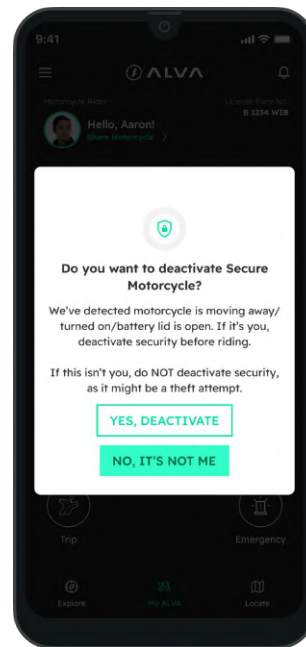 9:41
ALVA
Motorcycle Rider
License Plate No.
Hello, Aaron!
B 1234 WIB
Share Motorcycle >
Do you want to deactivate Secure
Motorcycle?
We've detected motorcycle is moving away/
turned on/battery lid is open. If it's you,
deactivate security before riding.
If this isn't you, do NOT deactivate security,
as it might be a theft attempt.
YES, DEACTIVATE
NO, IT'S NOT ME
Trip
Emergency
Explore
My ALVA
Locate